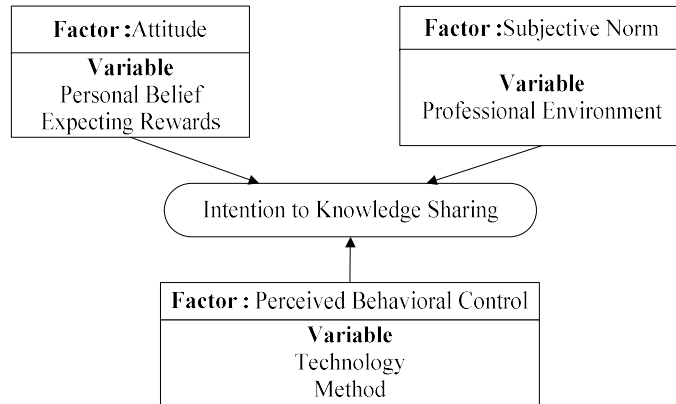 Factor :Attitude
Variable
Personal Belief
Expecting Rewards
Factor :Subjective Norm
Variable
Professional Environment
Intention to Knowledge Sharing
Factor : Perceived Behavioral Control
Variable
Technology
Method